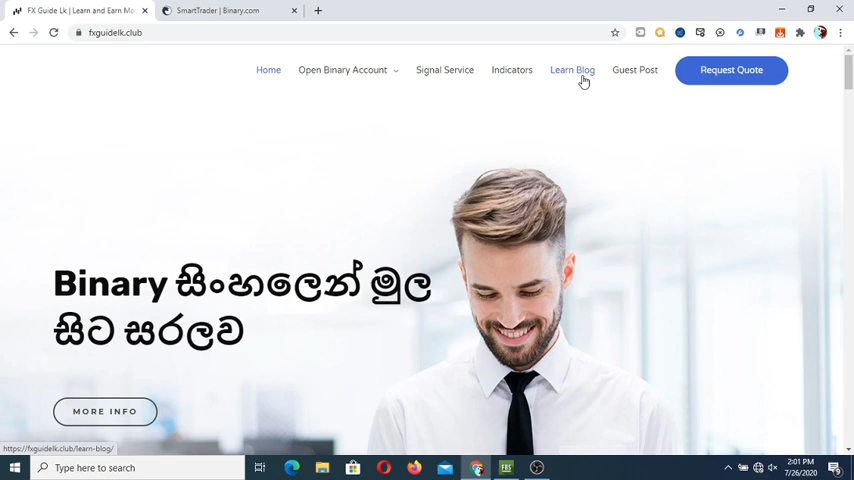 FX Guide Lk | Learn and Earn Mo
SmartTrader | Binary.com
fxguidelk.club
Home
Open Binary Account
Signal Service
Indicators
Learn Blog
Guest Post
Request Quote
Binary සිංහලෙන් මුල
සිට සරලව
MORE INFO
https://fxguidelk.club/learn-blog/
Type here to search
FBS
2:01 PM
7/26/2020